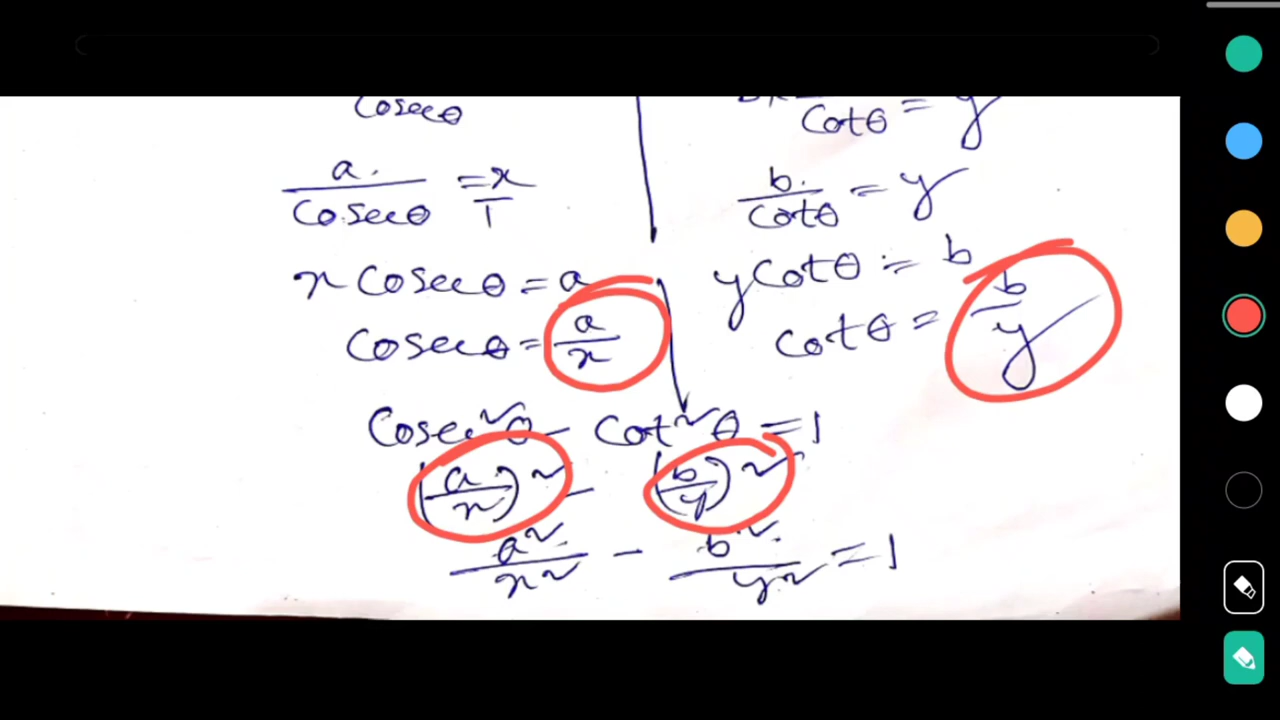 cosecθ
cotθ = y
a / cosecθ = x / 1
b / cotθ = y
x cosecθ = a
y cotθ = b
cosecθ = a/x
cotθ = b/y
cosec²θ - cot²θ = 1
(a/x)² - (b/y)²
a²/x² - b²/y² = 1